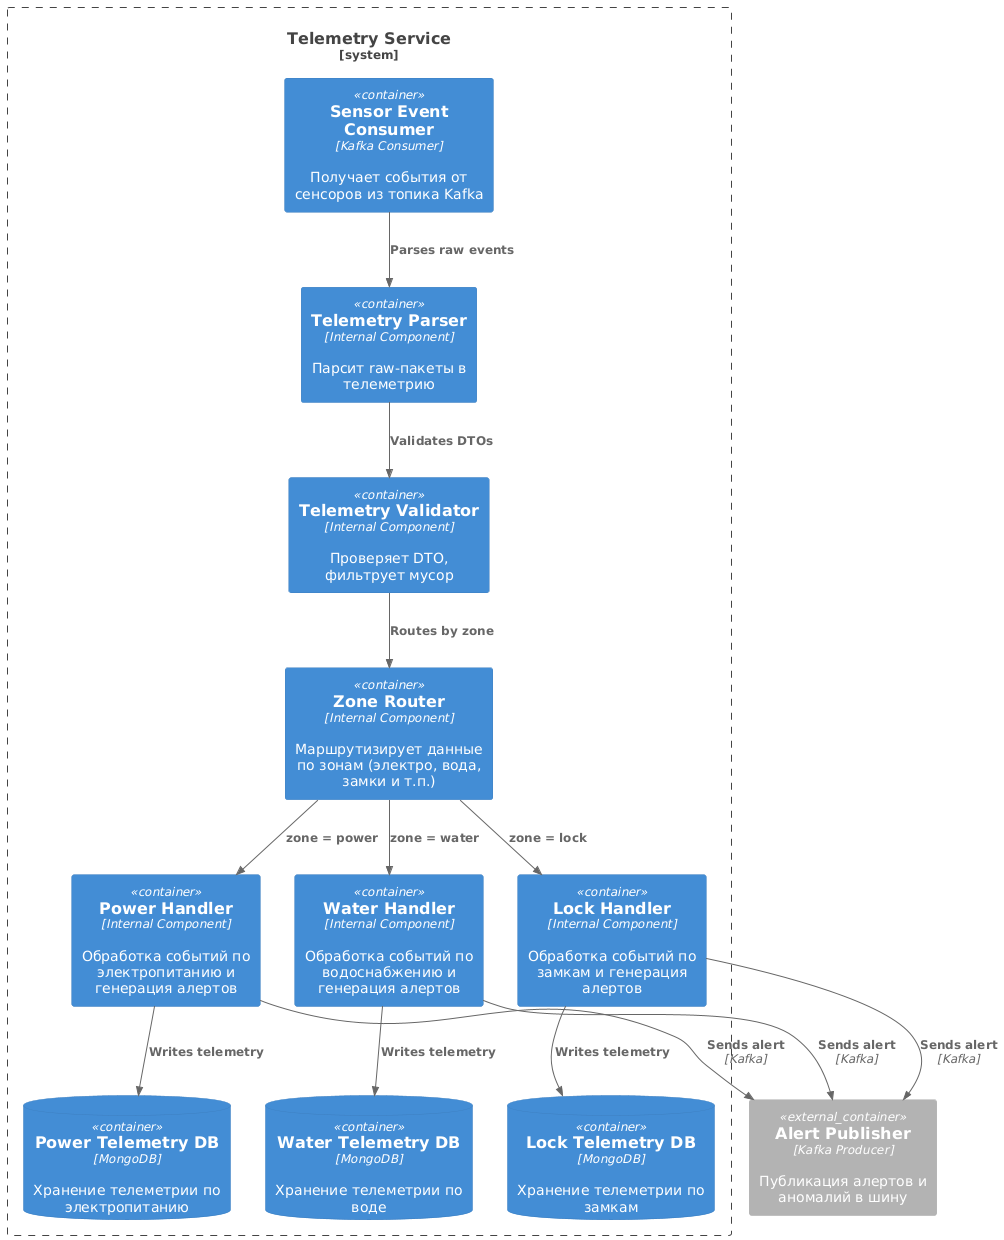 Telemetry Service
[system]
«container»
Sensor Event
Consumer
[Kafka Consumer]
Получает события от
сенсоров из топика Kafka
Parses raw events
«container»
Telemetry Parser
[Internal Component]
Парсит raw-пакеты в
телеметрию
Validates DTOs
«container»
Telemetry Validator
[Internal Component]
Проверяет DTO,
фильтрует мусор
Routes by zone
«container»
Zone Router
[Internal Component]
Маршрутизирует данные
по зонам (электро, вода,
замки и т.п.)
zone = power
zone = water
zone = lock
«container»
Power Handler
[Internal Component]
Обработка событий по
электропитанию и
генерация алертов
«container»
Water Handler
[Internal Component]
Обработка событий по
водоснабжению и
генерация алертов
«container»
Lock Handler
[Internal Component]
Обработка событий по
замкам и генерация
алертов
Writes telemetry
Writes telemetry
Writes telemetry
Sends alert
[Kafka]
Sends alert
[Kafka]
Sends alert
[Kafka]
«container»
Power Telemetry DB
[MongoDB]
Хранение телеметрии по
электропитанию
«container»
Water Telemetry DB
[MongoDB]
Хранение телеметрии по
воде
«container»
Lock Telemetry DB
[MongoDB]
Хранение телеметрии по
замкам
«external_container»
Alert Publisher
[Kafka Producer]
Публикация алертов и
аномалий в шину